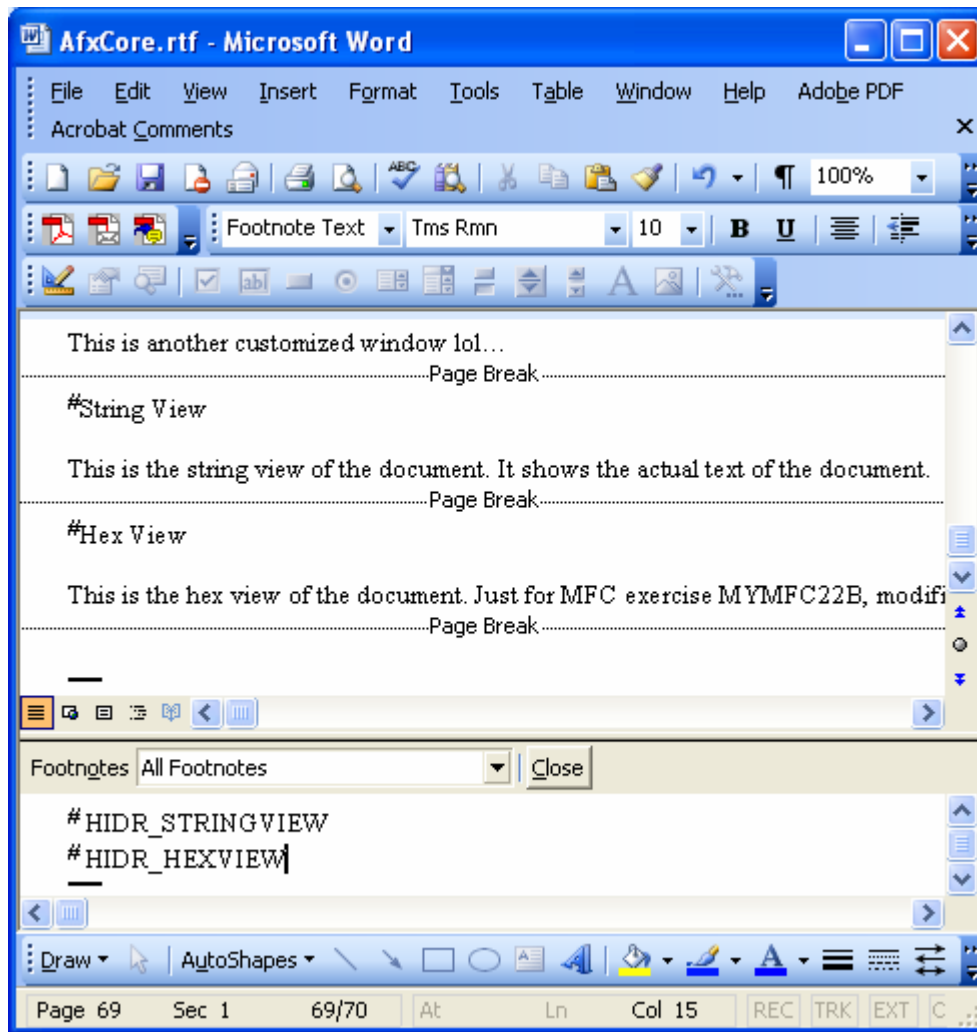 AfxCore.rtf - Microsoft Word
File Edit View Insert Format Tools Table Window Help Adobe PDF
Acrobat Comments
ABC 100%
Footnote Text Tms Rmn 10 B U
ab A
This is another customized window lol...
Page Break
#String View
This is the string view of the document. It shows the actual text of the document.
Page Break
#Hex View
This is the hex view of the document. Just for MFC exercise MYMFC22B, modifi
Page Break
Footnotes All Footnotes Close
#HIDR_STRINGVIEW
#HIDR_HEXVIEW
Draw AutoShapes A
Page 69 Sec 1 69/70 At Ln Col 15 REC TRK EXT